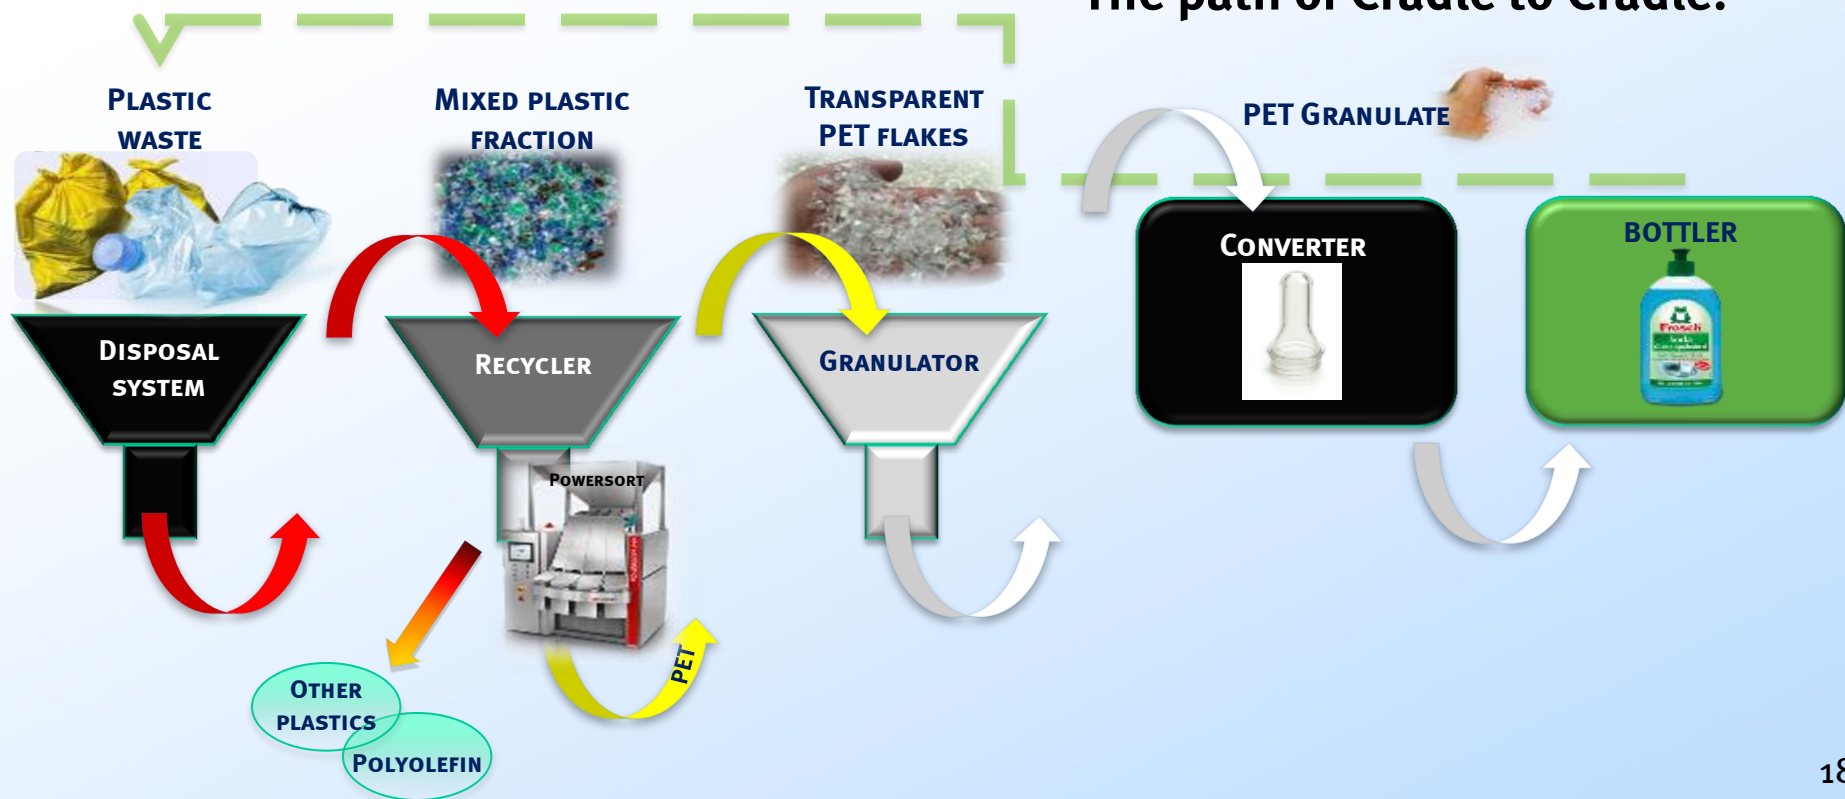 The path of Cradle to Cradle.
PLASTIC
WASTE
MIXED PLASTIC
FRACTION
TRANSPARENT
PET FLAKES
PET GRANULATE
DISPOSAL
SYSTEM
RECYCLER
GRANULATOR
CONVERTER
BOTTLER
Frosch
POWERSORT
PET
OTHER
PLASTICS
POLYOLEFIN
18